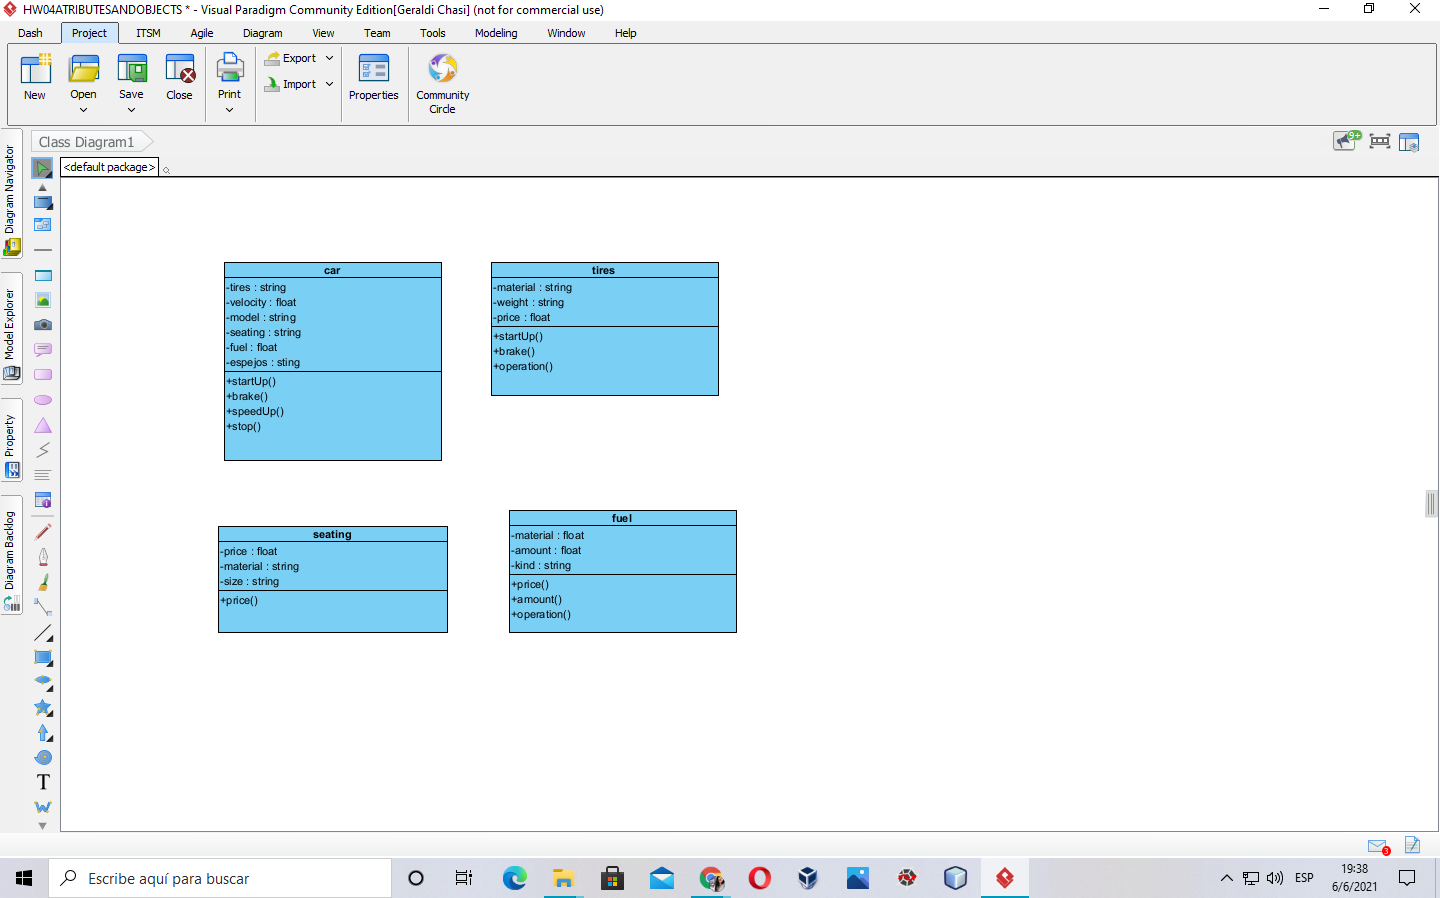 HW04ATRIBUTESANDOBJECTS * - Visual Paradigm Community Edition[Geraldi Chasi] (not for commercial use)
Dash Project ITSM Agile Diagram View Team Tools Modeling Window Help
New Open Save Close Print Export Import Properties Community Circle
Class Diagram1
9+
<default package>
Diagram Navigator
Model Explorer
Property
Diagram Backlog
T
car
-tires : string
-velocity : float
-model : string
-seating : string
-fuel : float
-espejos : sting
+startUp()
+brake()
+speedUp()
+stop()
tires
-material : string
-weight : string
-price : float
+startUp()
+brake()
+operation()
seating
-price : float
-material : string
-size : string
+price()
fuel
-material : float
-amount : float
-kind : string
+price()
+amount()
+operation()
3
Escribe aquí para buscar
ESP
19:38
6/6/2021